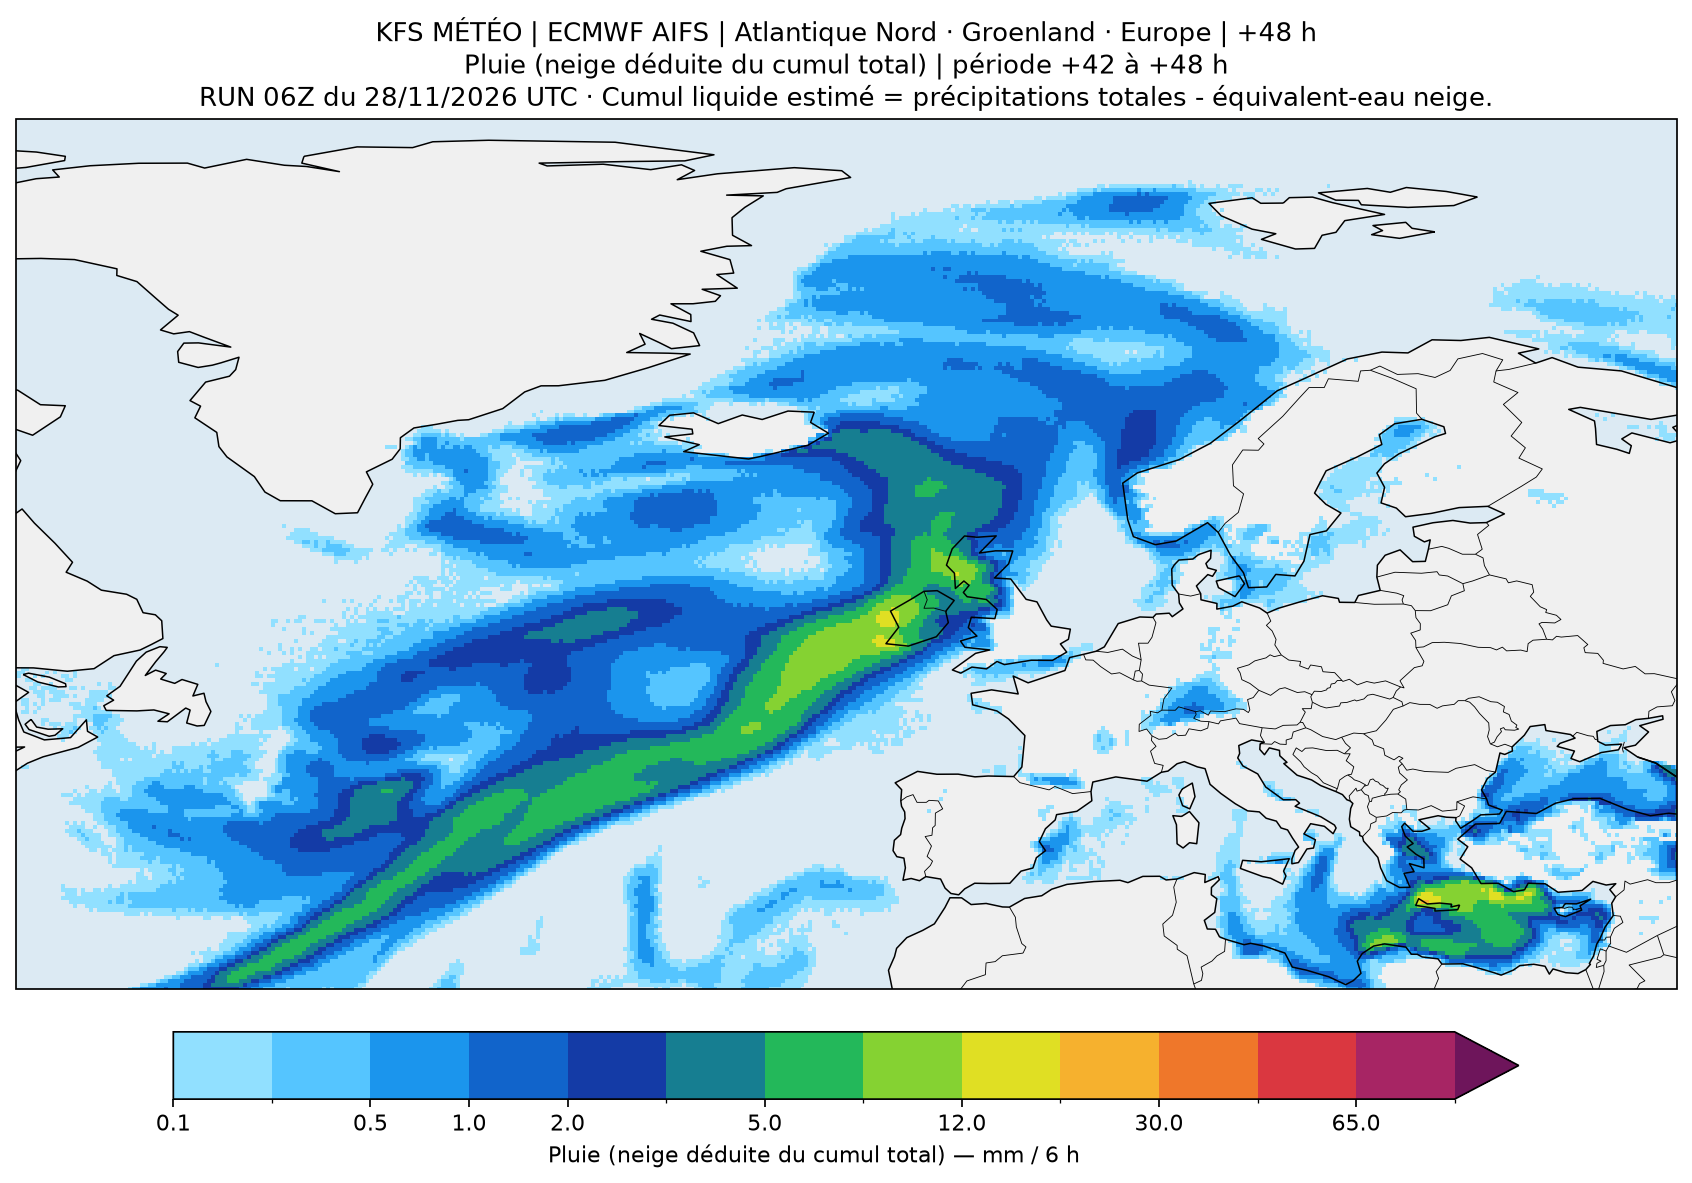 KFS MÉTÉO | ECMWF AIFS | Atlantique Nord · Groenland · Europe | +48 h
Pluie (neige déduite du cumul total) | période +42 à +48 h
RUN 06Z du 28/11/2026 UTC · Cumul liquide estimé = précipitations totales - équivalent-eau neige.
0.1 0.5 1.0 2.0 5.0 12.0 30.0 65.0
Pluie (neige déduite du cumul total) — mm / 6 h